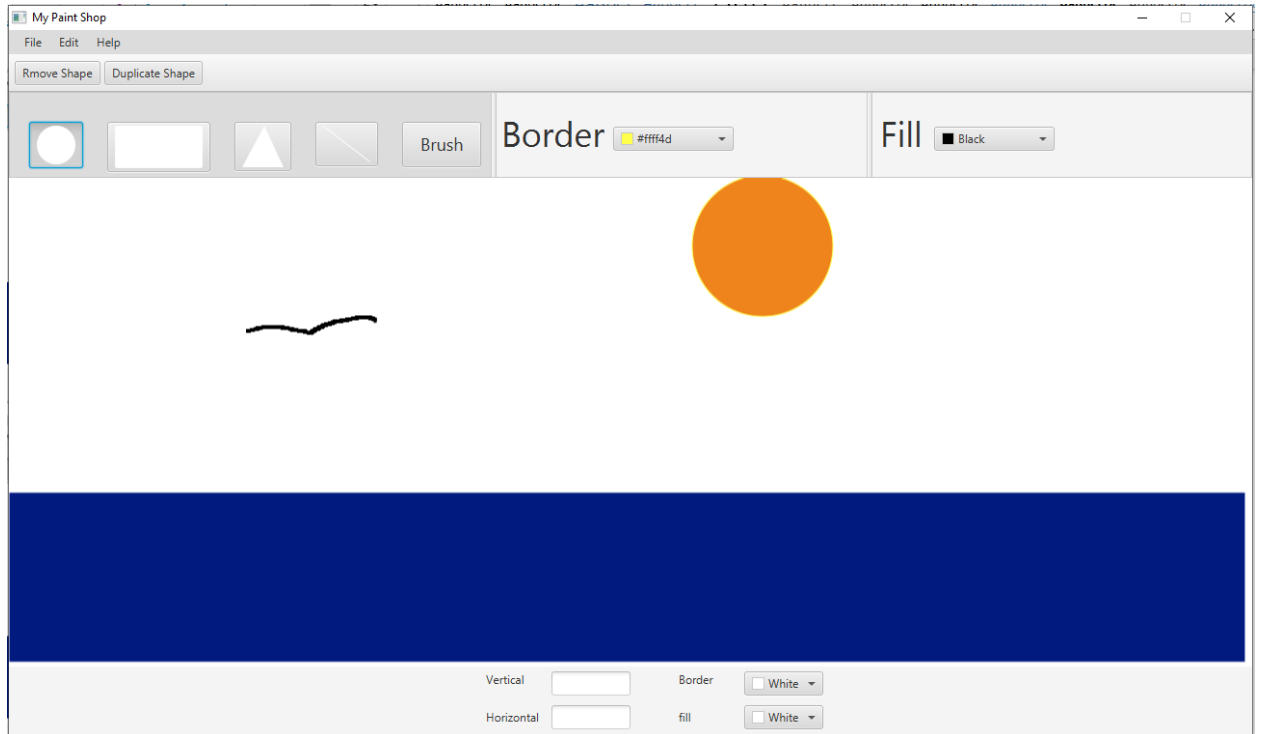 My Paint Shop
File Edit Help
Rmove Shape Duplicate Shape
Brush Border #ffff4d Fill Black
Vertical Border White
Horizontal fill White